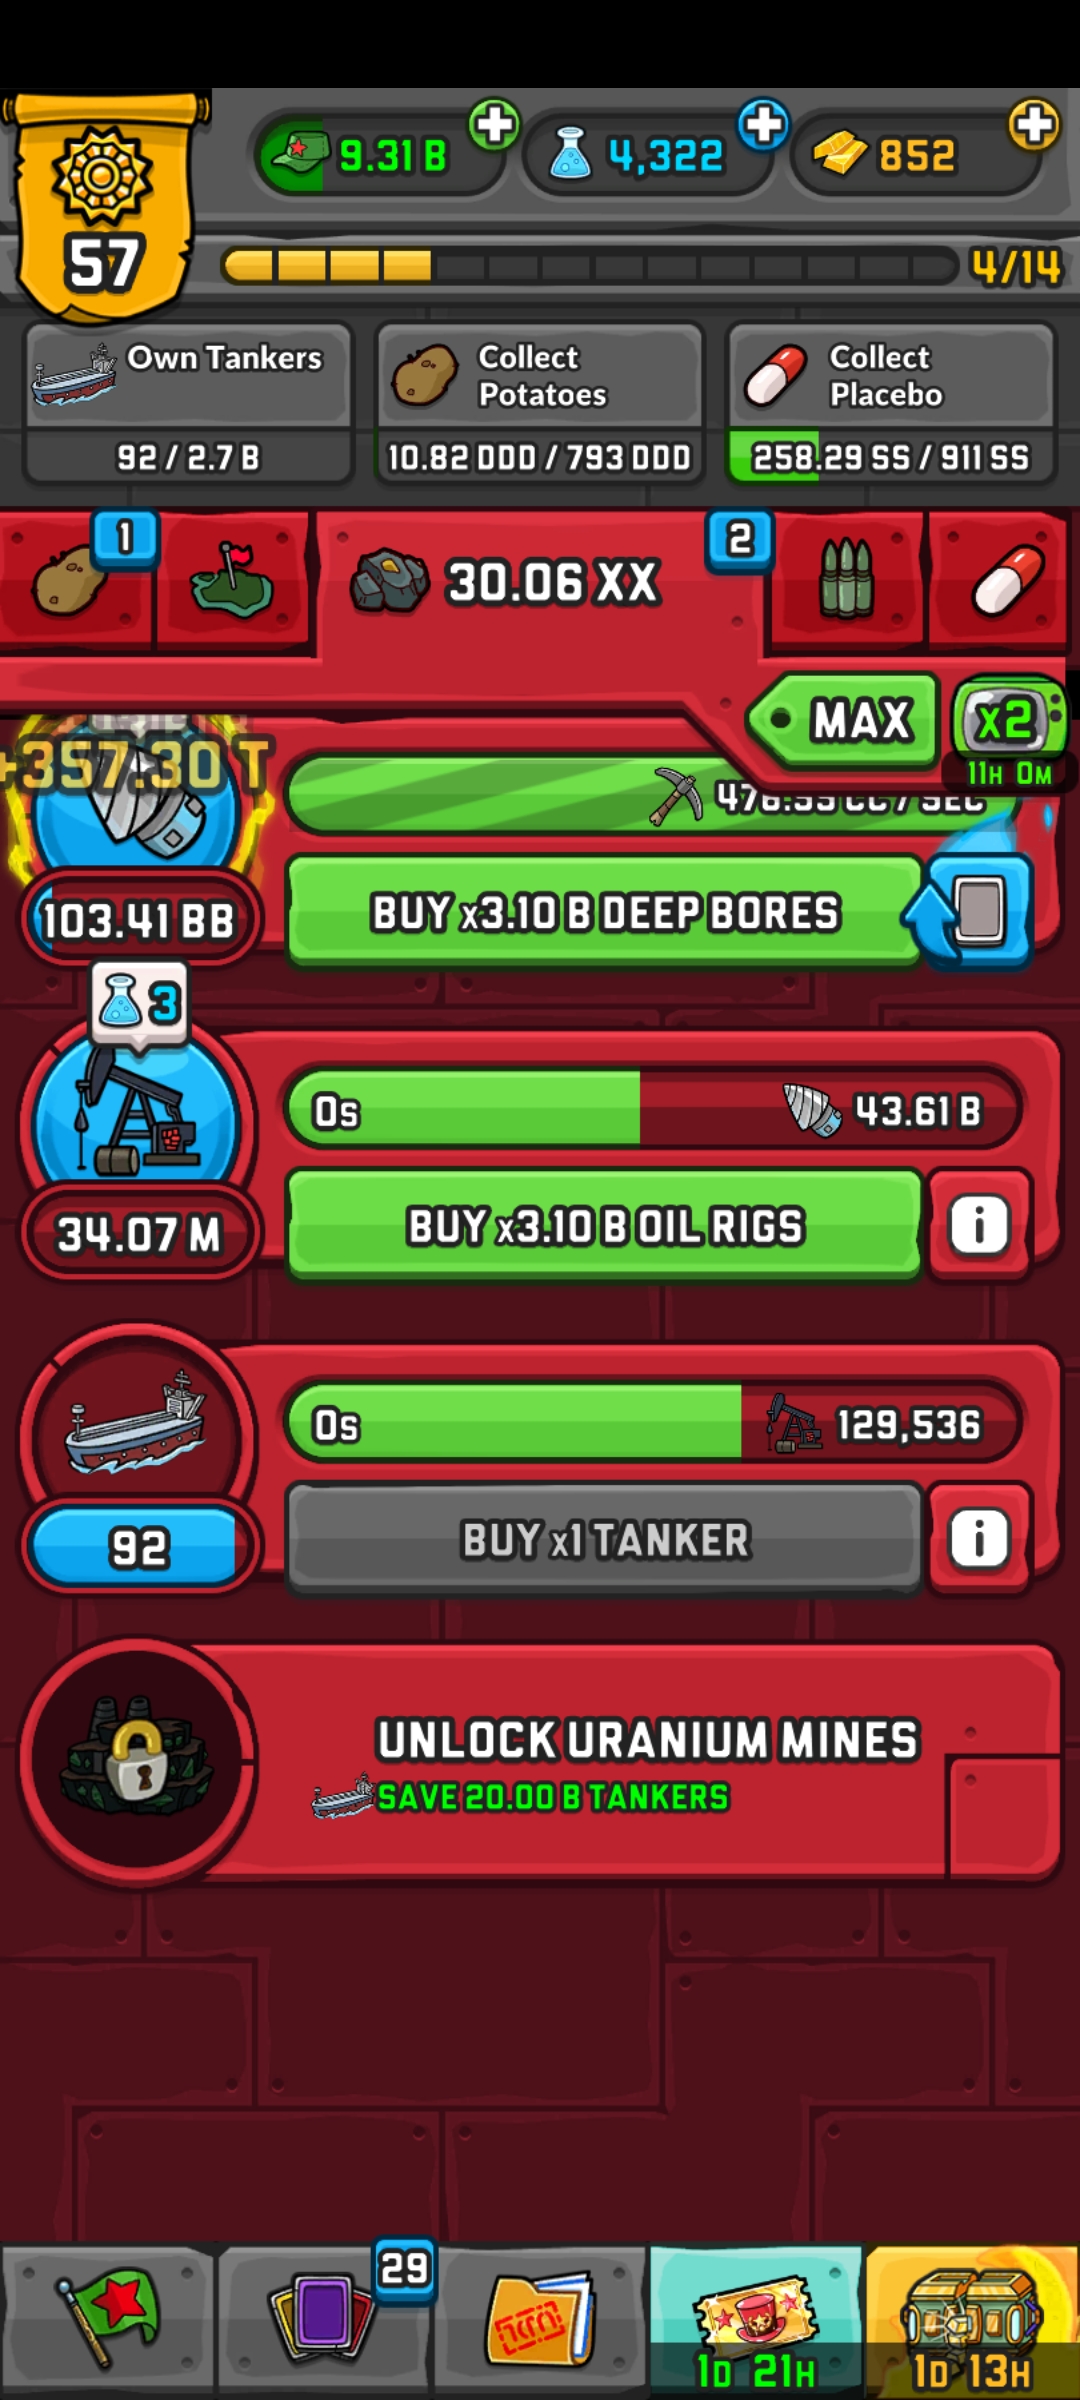 9.31 B
4,322
852
57
4/14
Own Tankers
92 / 2.7 B
Collect
Potatoes
10.82 DDD / 793 DDD
Collect
Placebo
258.29 SS / 911 SS
1
30.06 XX
2
MAX
x2
11H 0M
+357.30 T
476.55 CC / SEC
103.41 BB
BUY x3.10 B DEEP BORES
3
0s
43.61 B
34.07 M
BUY x3.10 B OIL RIGS
i
0s
129,536
92
BUY x1 TANKER
i
UNLOCK URANIUM MINES
SAVE 20.00 B TANKERS
29
1D 21H
1D 13H